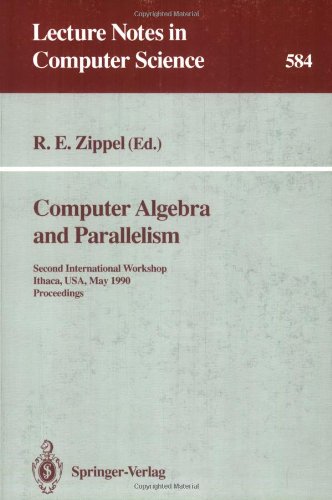 Lecture Notes in
Computer Science
584
R. E. Zippel (Ed.)
Computer Algebra
and Parallelism
Second International Workshop
Ithaca, USA, May 1990
Proceedings
Springer-Verlag